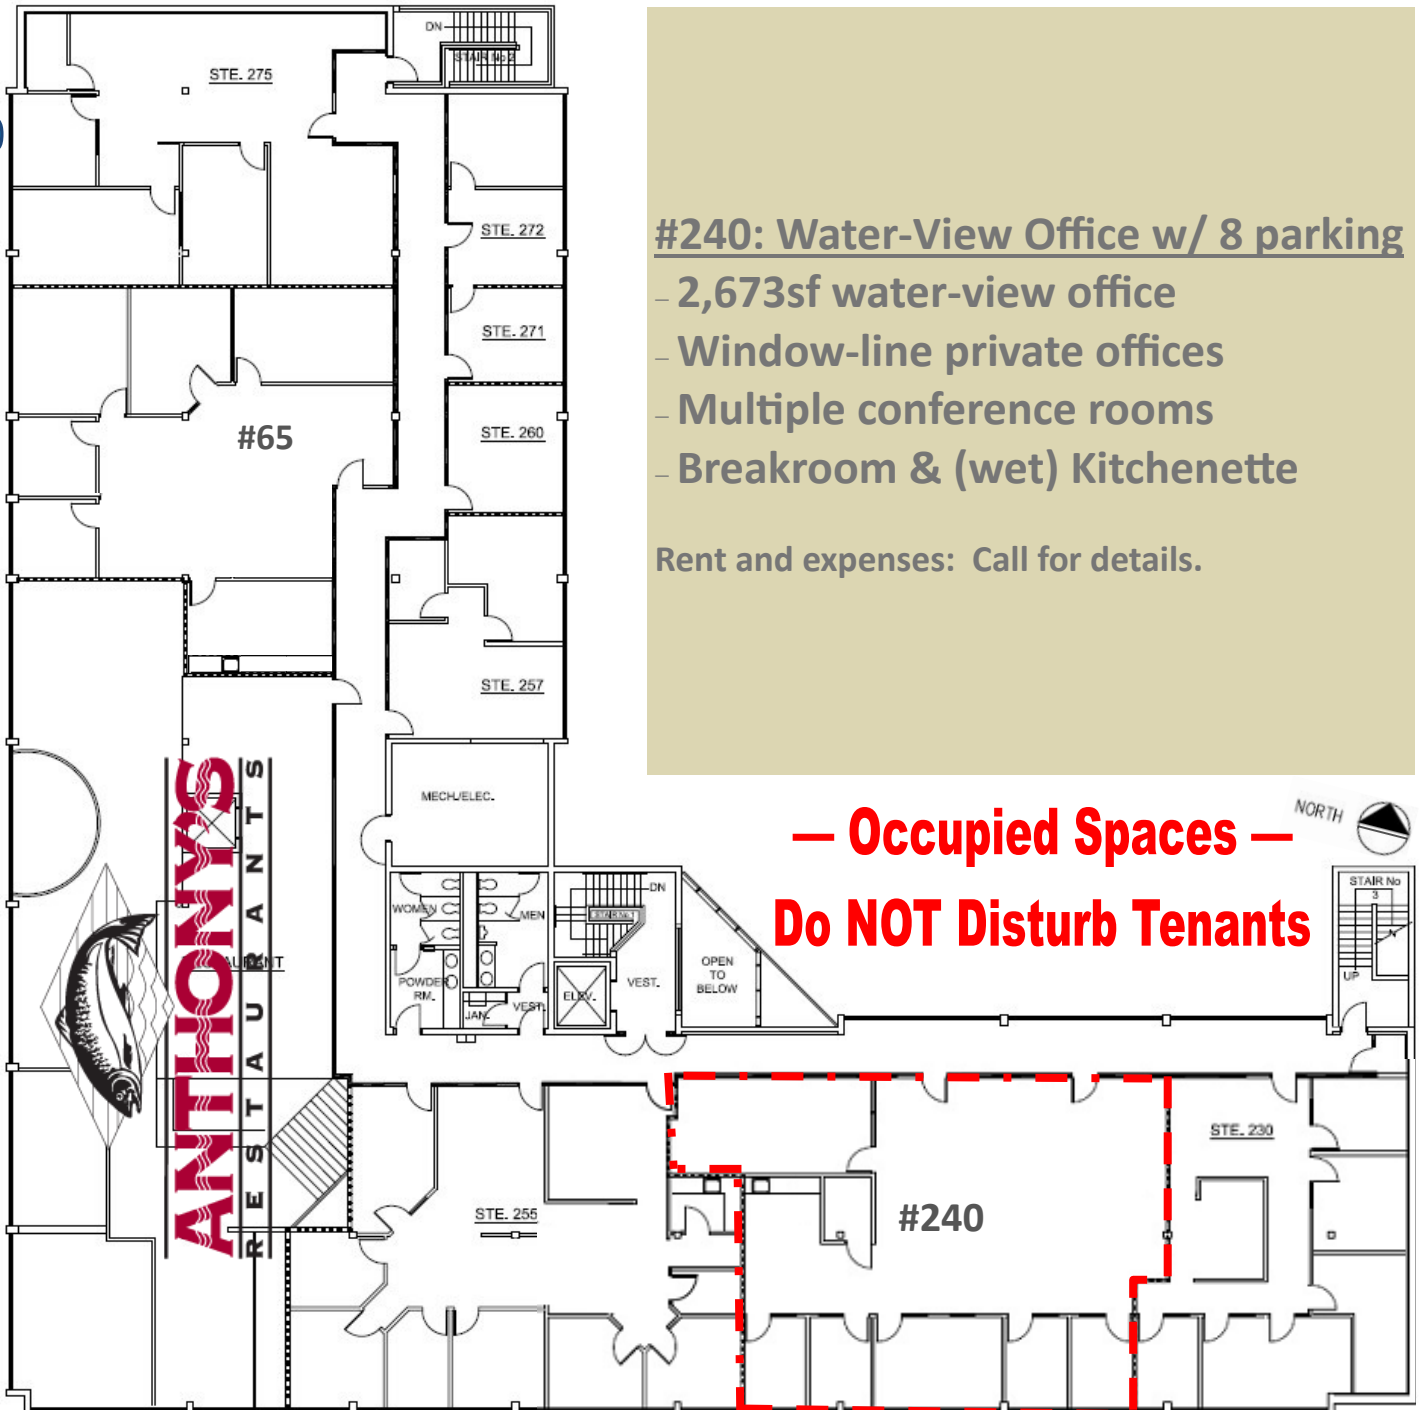 DN
STAIR No 2
STE. 275
STE. 272
#240: Water-View Office w/ 8 parking
– 2,673sf water-view office
– Window-line private offices
– Multiple conference rooms
– Breakroom & (wet) Kitchenette
Rent and expenses: Call for details.
STE. 271
#65
STE. 260
STE. 257
MECH./ELEC.
— Occupied Spaces —
Do NOT Disturb Tenants
NORTH
STAIR No
3
UP
WOMEN
MEN
DN
POWDER
RM.
JAN.
VEST.
ELEV.
VEST.
OPEN
TO
BELOW
ANTHONY'S
RESTAURANTS
STE. 255
#240
STE. 230